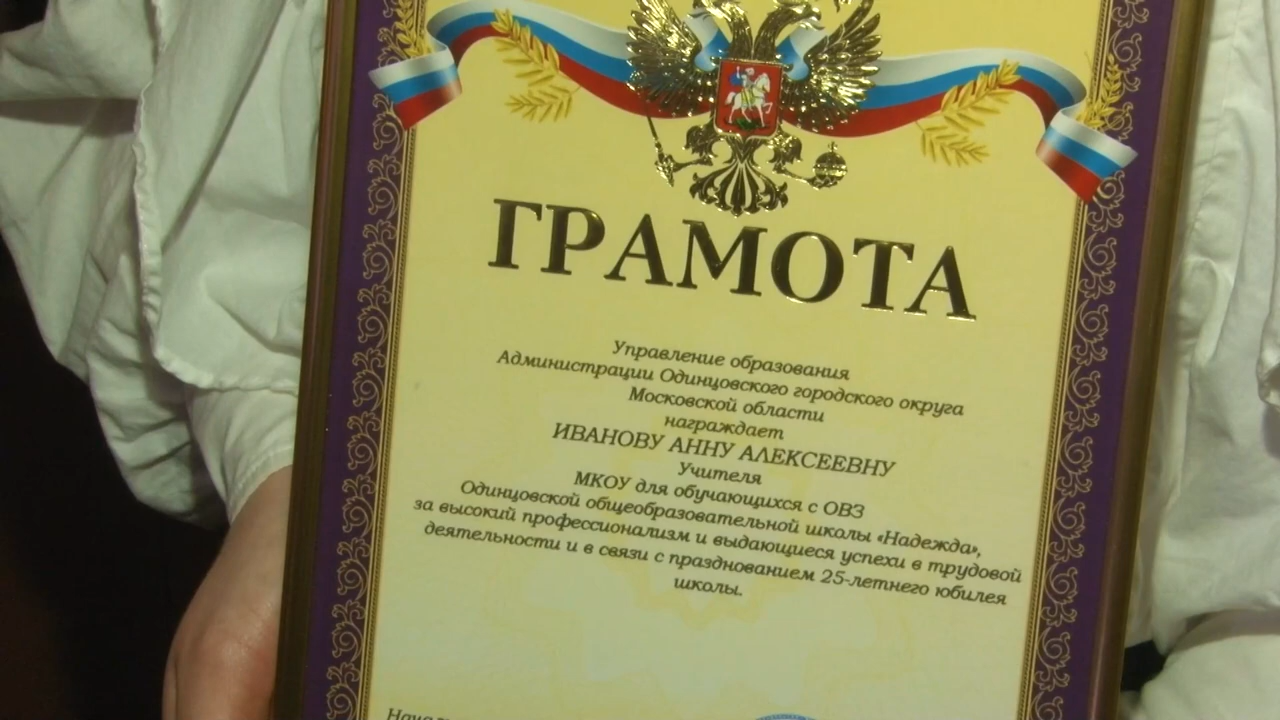 ГРАМОТА
Управление образования
Администрации Одинцовского городского округа
Московской области
награждает
ИВАНОВУ АННУ АЛЕКСЕЕВНУ
Учителя
МКОУ для обучающихся с ОВЗ
Одинцовской общеобразовательной школы «Надежда»,
за высокий профессионализм и выдающиеся успехи в трудовой
деятельности и в связи с празднованием 25-летнего юбилея
школы.